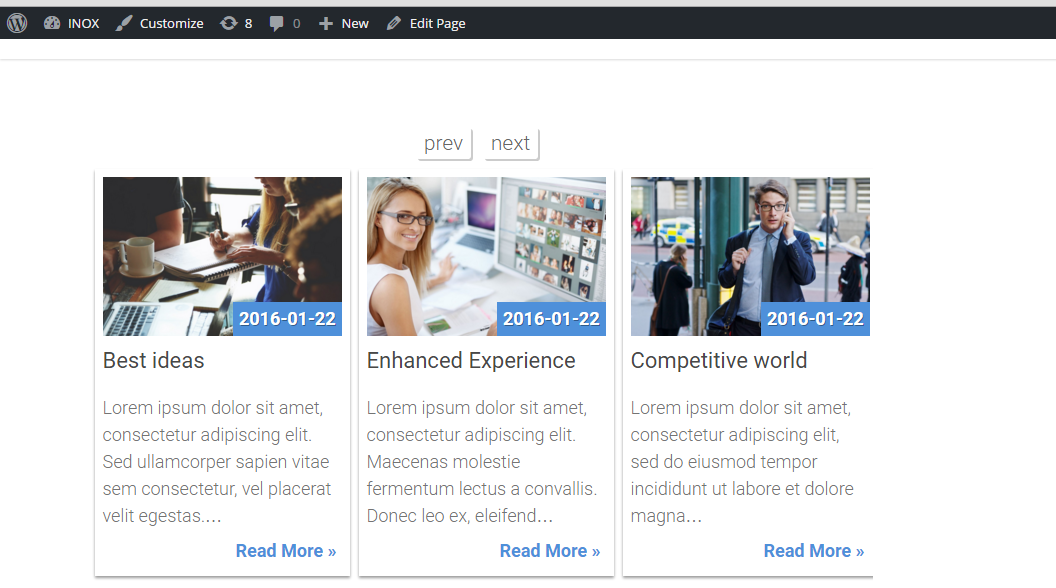 INOX Customize 8 0 New Edit Page
prev next
2016-01-22
Best ideas
Lorem ipsum dolor sit amet,
consectetur adipiscing elit.
Sed ullamcorper sapien vitae
sem consectetur, vel placerat
velit egestas.…
Read More »
2016-01-22
Enhanced Experience
Lorem ipsum dolor sit amet,
consectetur adipiscing elit.
Maecenas molestie
fermentum lectus a convallis.
Donec leo ex, eleifend…
Read More »
2016-01-22
Competitive world
Lorem ipsum dolor sit amet,
consectetur adipiscing elit,
sed do eiusmod tempor
incididunt ut labore et dolore
magna…
Read More »